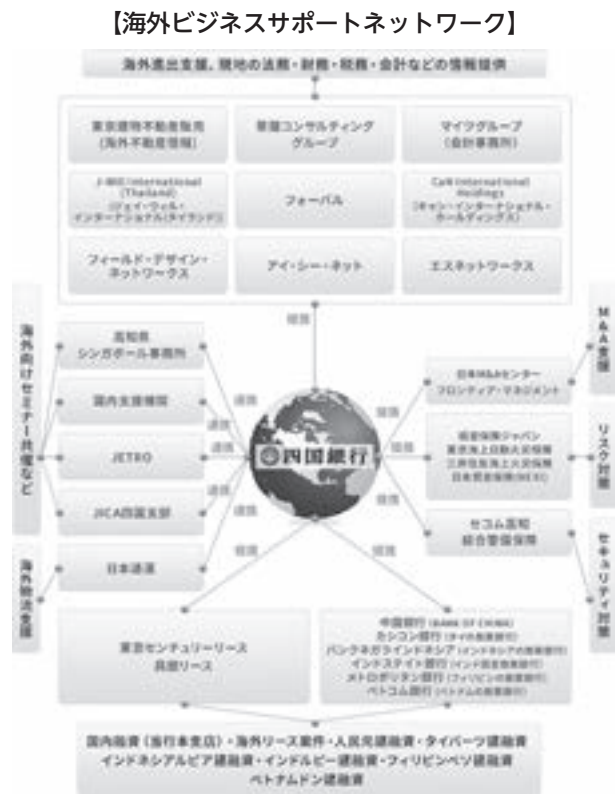 【海外ビジネスサポートネットワーク】
海外進出支援、現地の法務・財務・税務・会計などの情報提供
東京建物不動産販売
(海外不動産情報)
コンサルティング
グループ
マイツグループ
(会計事務所)
J-WILL International
(Thailand)
(ジェイ・ウィル・
インターナショナル(タイランド))
フォーバル
CaN International
Holdings
(キャン・インターナショナル・
ホールディングス)
フィールド・デザイン・
ネットワークス
アイ・シー・ネット
エスネットワークス
提携
海外向けセミナー共催など
高知県
シンガポール事務所
国内支援機関
JETRO
JICA四国支部
連携
連携
連携
連携
連携
四国銀行
提携
提携
提携
日本M&Aセンター
フロンティア・マネジメント
M&A支援
損害保険ジャパン
東京海上日動火災保険
三井住友海上火災保険
日本貿易保険(NEXI)
リスク対策
セコム高知
綜合警備保障
セキュリティ対策
海外物流支援
日本通運
提携
提携
東京センチュリーリース
兵銀リース
中国銀行(BANK OF CHINA)
カシコン銀行(タイの商業銀行)
バンクネガラインドネシア(インドネシアの商業銀行)
インドステイト銀行(インド国営商業銀行)
メトロポリタン銀行(フィリピンの商業銀行)
ベトコム銀行(ベトナムの商業銀行)
国内融資(当行本支店)・海外リース案件・人民元建融資・タイバーツ建融資
インドネシアルピア建融資・インドルピー建融資・フィリピンペソ建融資
ベトナムドン建融資